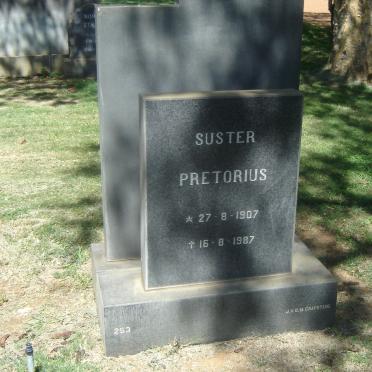 SUSTER
PRETORIUS
* 27-8-1907
† 16-8-1987
253